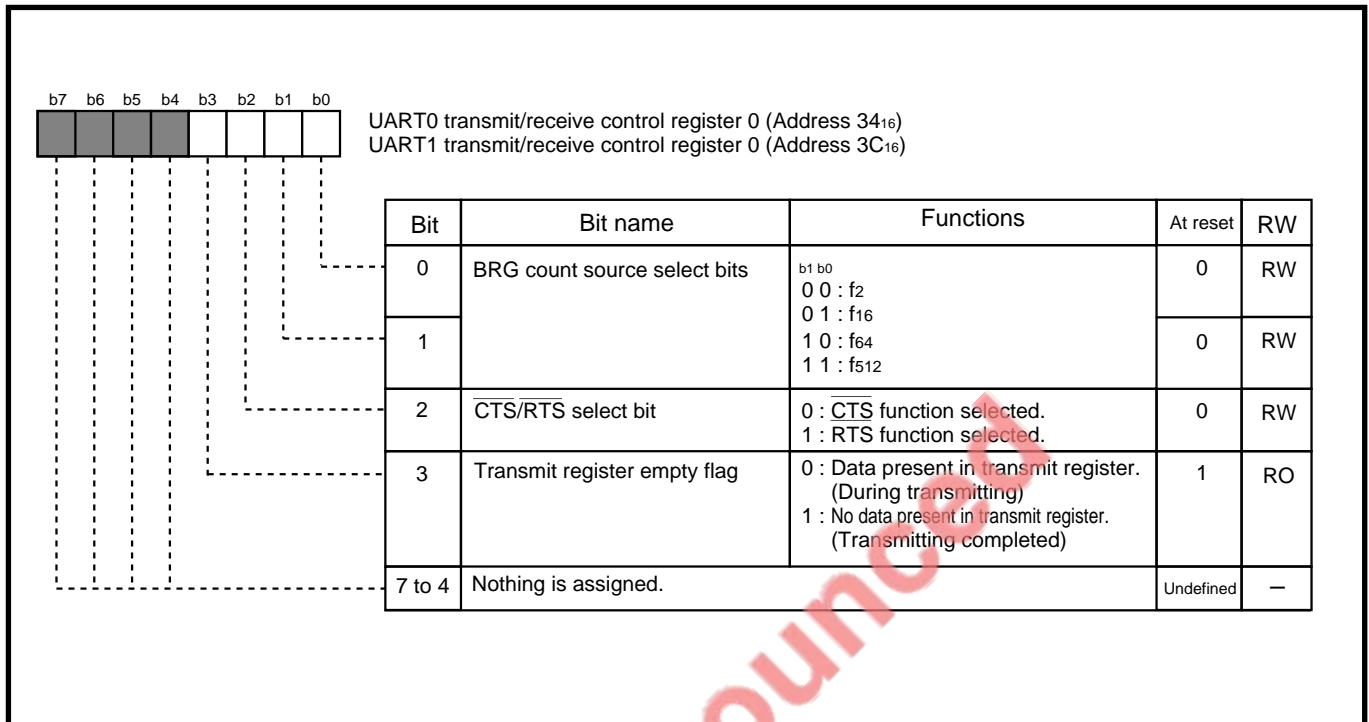 b7 b6 b5 b4 b3 b2 b1 b0
UART0 transmit/receive control register 0 (Address 34₁₆)
UART1 transmit/receive control register 0 (Address 3C₁₆)
Bit Bit name Functions At reset RW
0 BRG count source select bits b1 b0 0 RW
0 0 : f₂
0 1 : f₁₆
1 1 0 : f₆₄ 0 RW
1 1 : f₅₁₂
2 C̅T̅S̅/R̅T̅S̅ select bit 0 : C̅T̅S̅ function selected. 0 RW
1 : R̅T̅S̅ function selected.
3 Transmit register empty flag 0 : Data present in transmit register. 1 RO
(During transmitting)
1 : No data present in transmit register.
(Transmitting completed)
7 to 4 Nothing is assigned. Undefined –